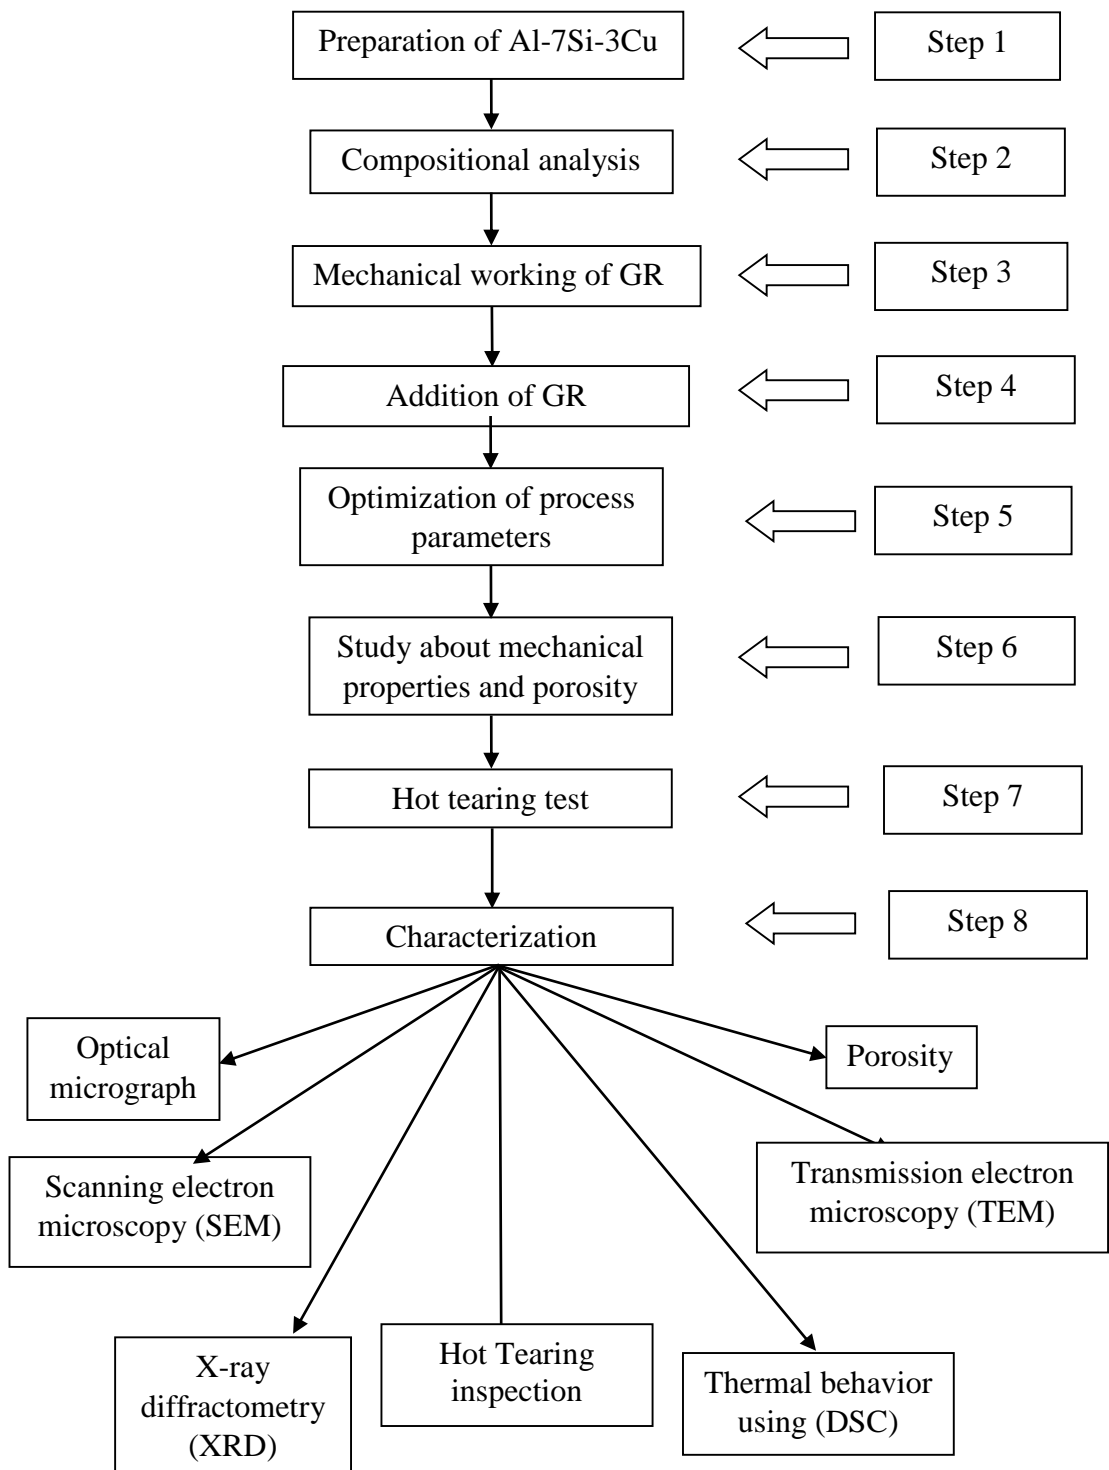 Preparation of Al-7Si-3Cu
Step 1
Compositional analysis
Step 2
Mechanical working of GR
Step 3
Addition of GR
Step 4
Optimization of process
parameters
Step 5
Study about mechanical
properties and porosity
Step 6
Hot tearing test
Step 7
Characterization
Step 8
Optical
micrograph
Porosity
Scanning electron
microscopy (SEM)
Transmission electron
microscopy (TEM)
X-ray
diffractometry
(XRD)
Hot Tearing
inspection
Thermal behavior
using (DSC)